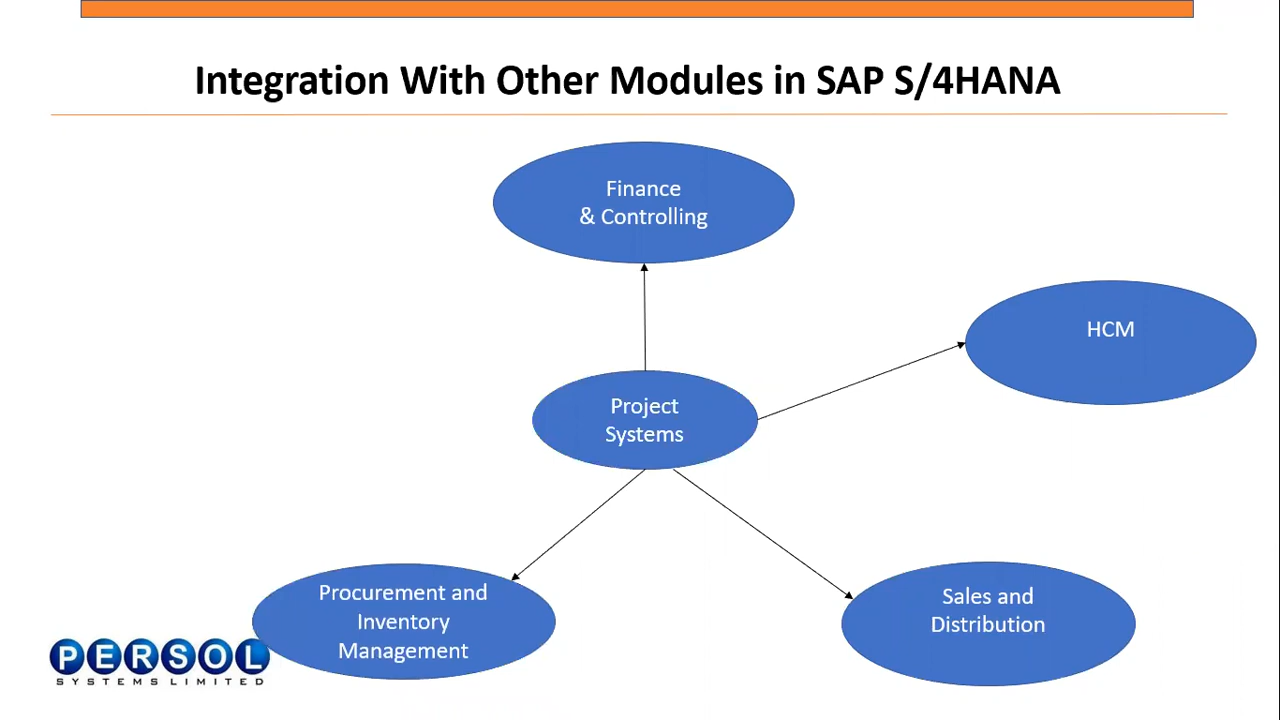 Integration With Other Modules in SAP S/4HANA
Finance
& Controlling
HCM
Project
Systems
Procurement and
Inventory
Management
Sales and
Distribution
PERSOL
SYSTEMS LIMITED